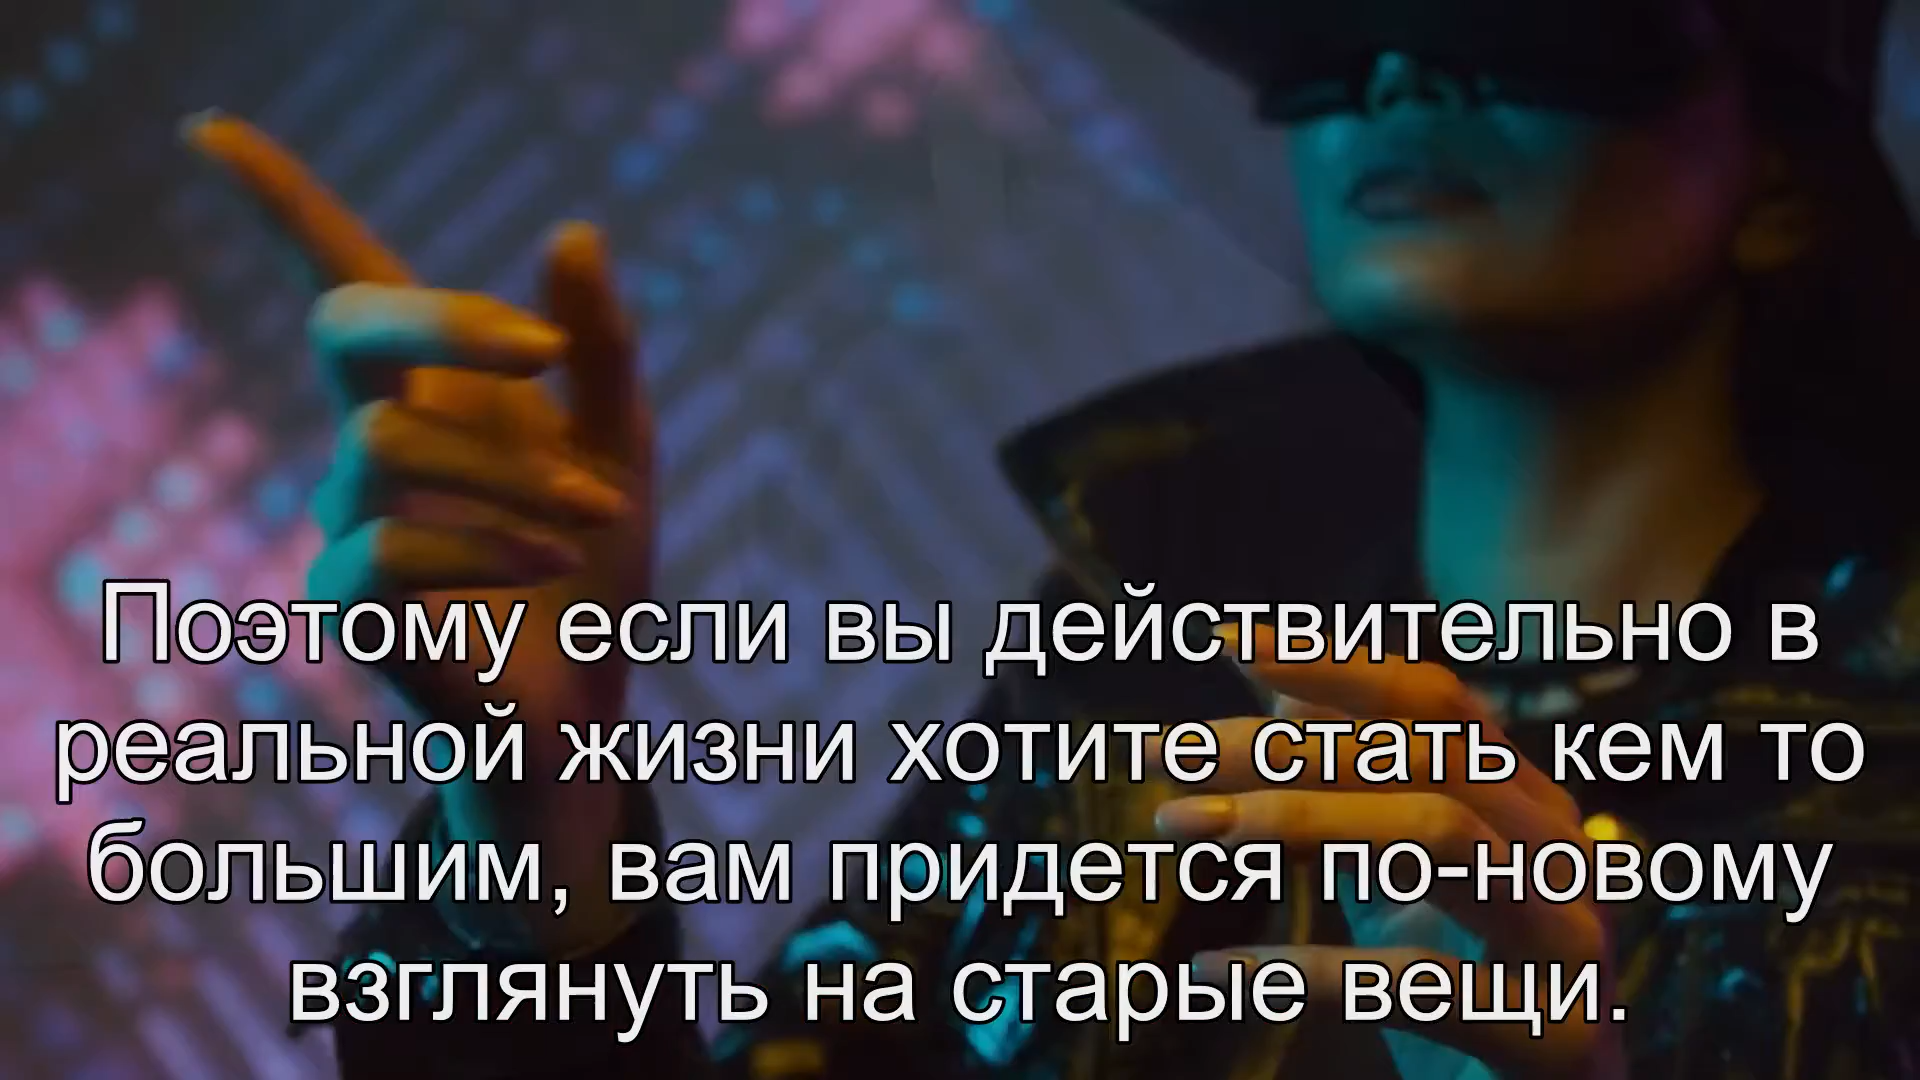 Поэтому если вы действительно в
реальной жизни хотите стать кем то
большим, вам придется по-новому
взглянуть на старые вещи.